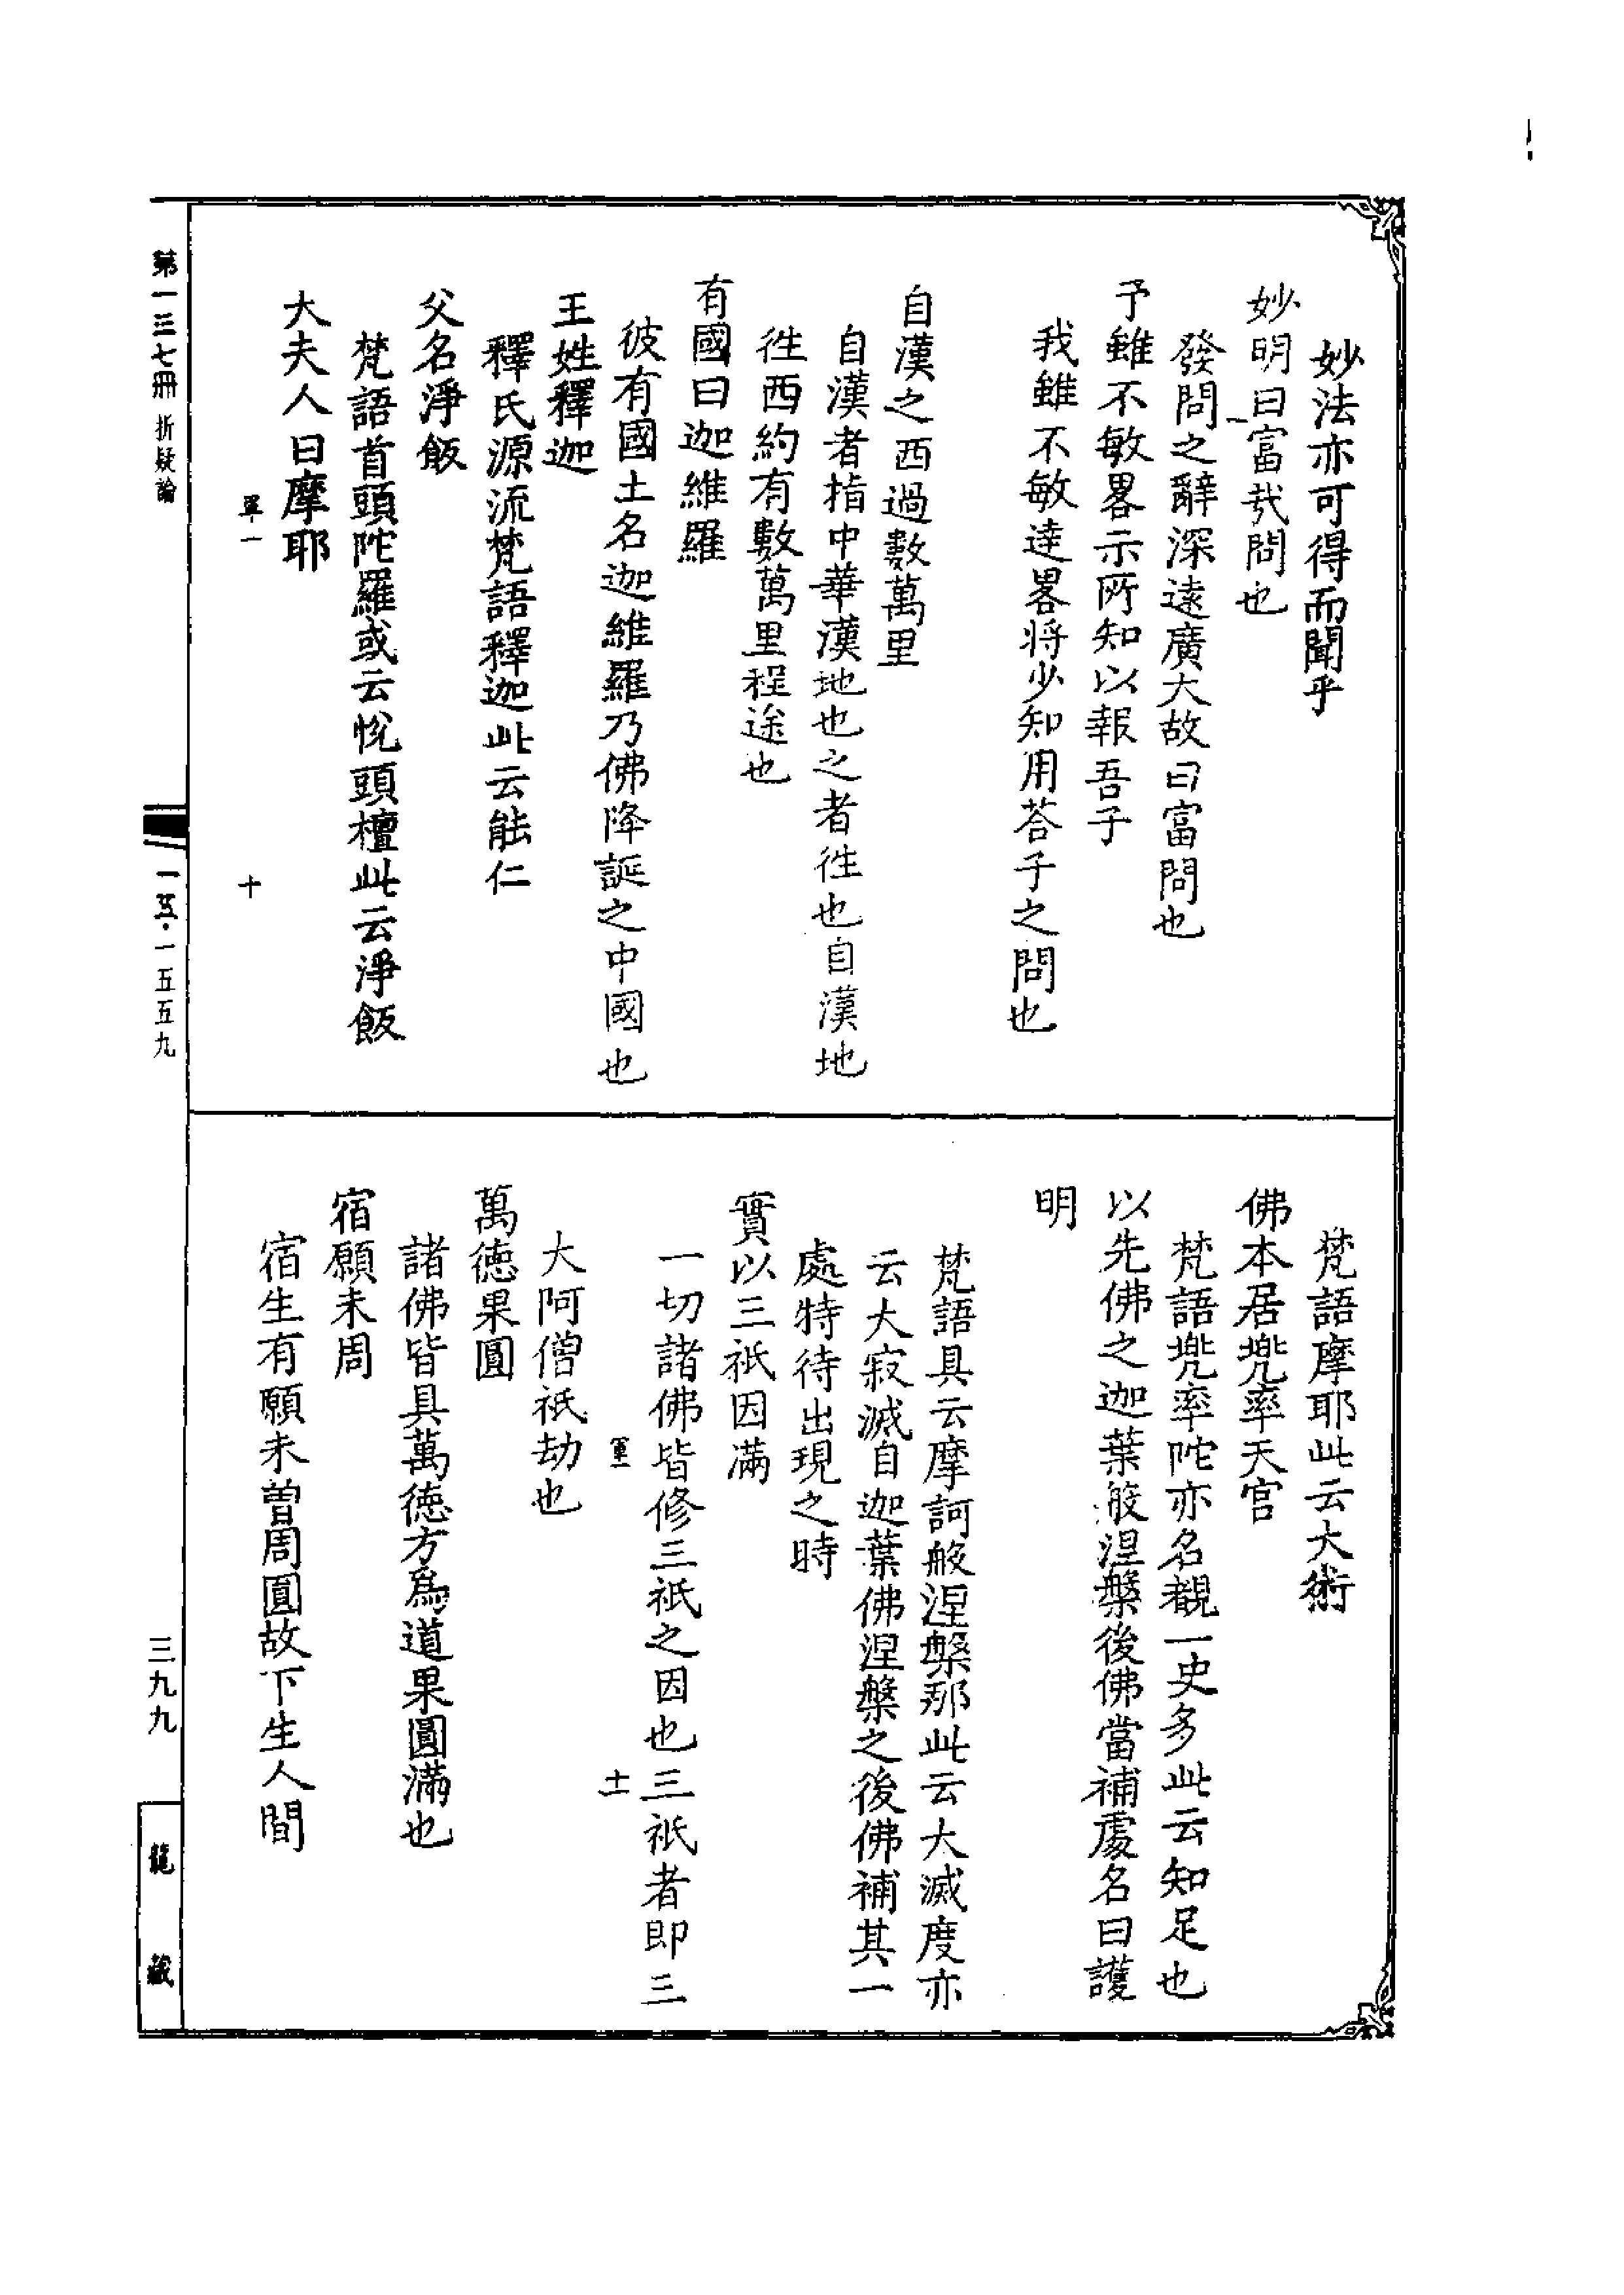 妙法亦可得而聞乎
妙明曰富哉問也
發問之辭深遠廣大故曰富問也
予雖不敏畧示所知以報吾子
我雖不敏達畧將少知用荅子之問也
自漢之西過數萬里
自漢者指中華漢地也之者徃也自漢地
徃西約有數萬里程途也
有國曰迦維羅
彼有國土名迦維羅乃佛降誕之中國也
王姓釋迦
釋氏源流梵語釋迦此云能仁
父名淨飯
梵語首頭陀羅或云恱頭檀此云淨飯
大夫人曰摩耶
單一 十
梵語摩耶此云大術
佛本居兠率天宮
梵語兠率陀亦名覩一史多此云知足也
以先佛之迦葉般涅槃後佛當補處名曰護
明
梵語具云摩訶般涅槃那此云大滅度亦
云大寂滅自迦葉佛涅槃之後佛補其一
處特待出現之時
實以三祇因滿
一切諸佛皆修三祇之因也三祇者即三
單一 十一
大阿僧祇劫也
萬德果圓
諸佛皆具萬德方為道果圓滿也
宿願未周
宿生有願未曽周圓故下生人間
第一三七冊 折疑論
一五五·一五五九
三九九
龍藏